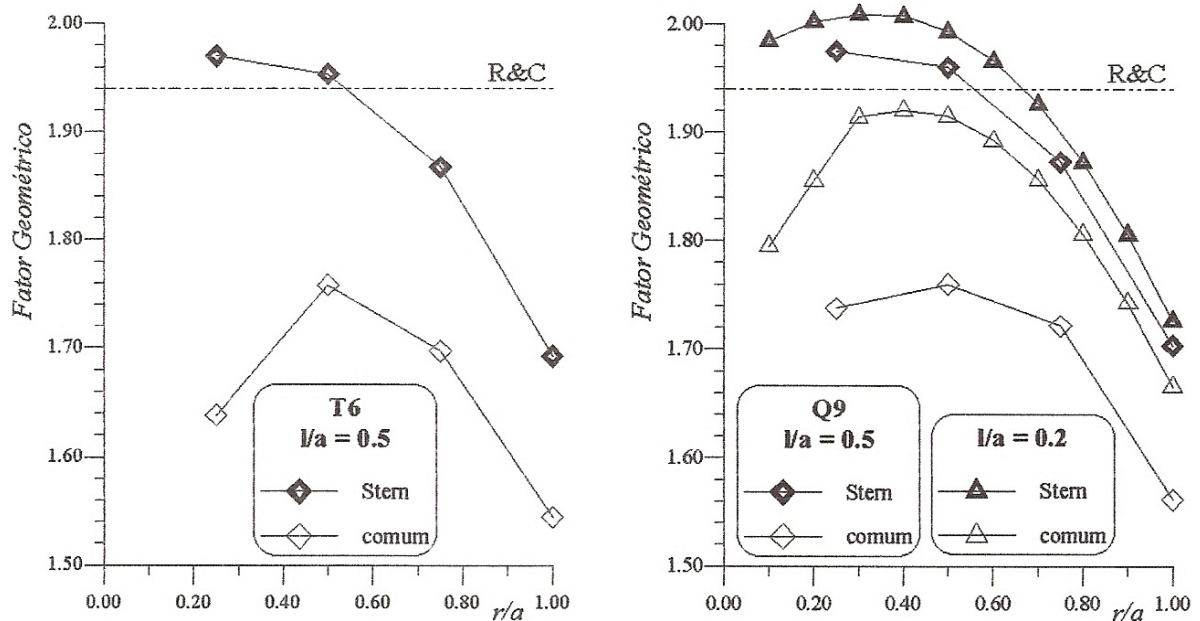 2.00
1.90
1.80
1.70
1.60
1.50
Fator Geométrico
R&C
T6
l/a = 0.5
Stern
comum
0.00 0.20 0.40 0.60 0.80 1.00
r/a
2.00
1.90
1.80
1.70
1.60
1.50
Fator Geométrico
R&C
Q9
l/a = 0.5
Stern
comum
l/a = 0.2
Stern
comum
0.00 0.20 0.40 0.60 0.80 1.00
r/a